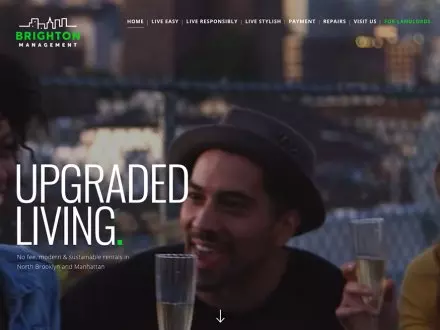 BRIGHTON
MANAGEMENT
HOME | LIVE EASY | LIVE RESPONSIBLY | LIVE STYLISH | PAYMENT | REPAIRS | VISIT US | FOR LANDLORDS
UPGRADED
LIVING.
No fee, modern & sustainable rentals in
North Brooklyn and Manhattan